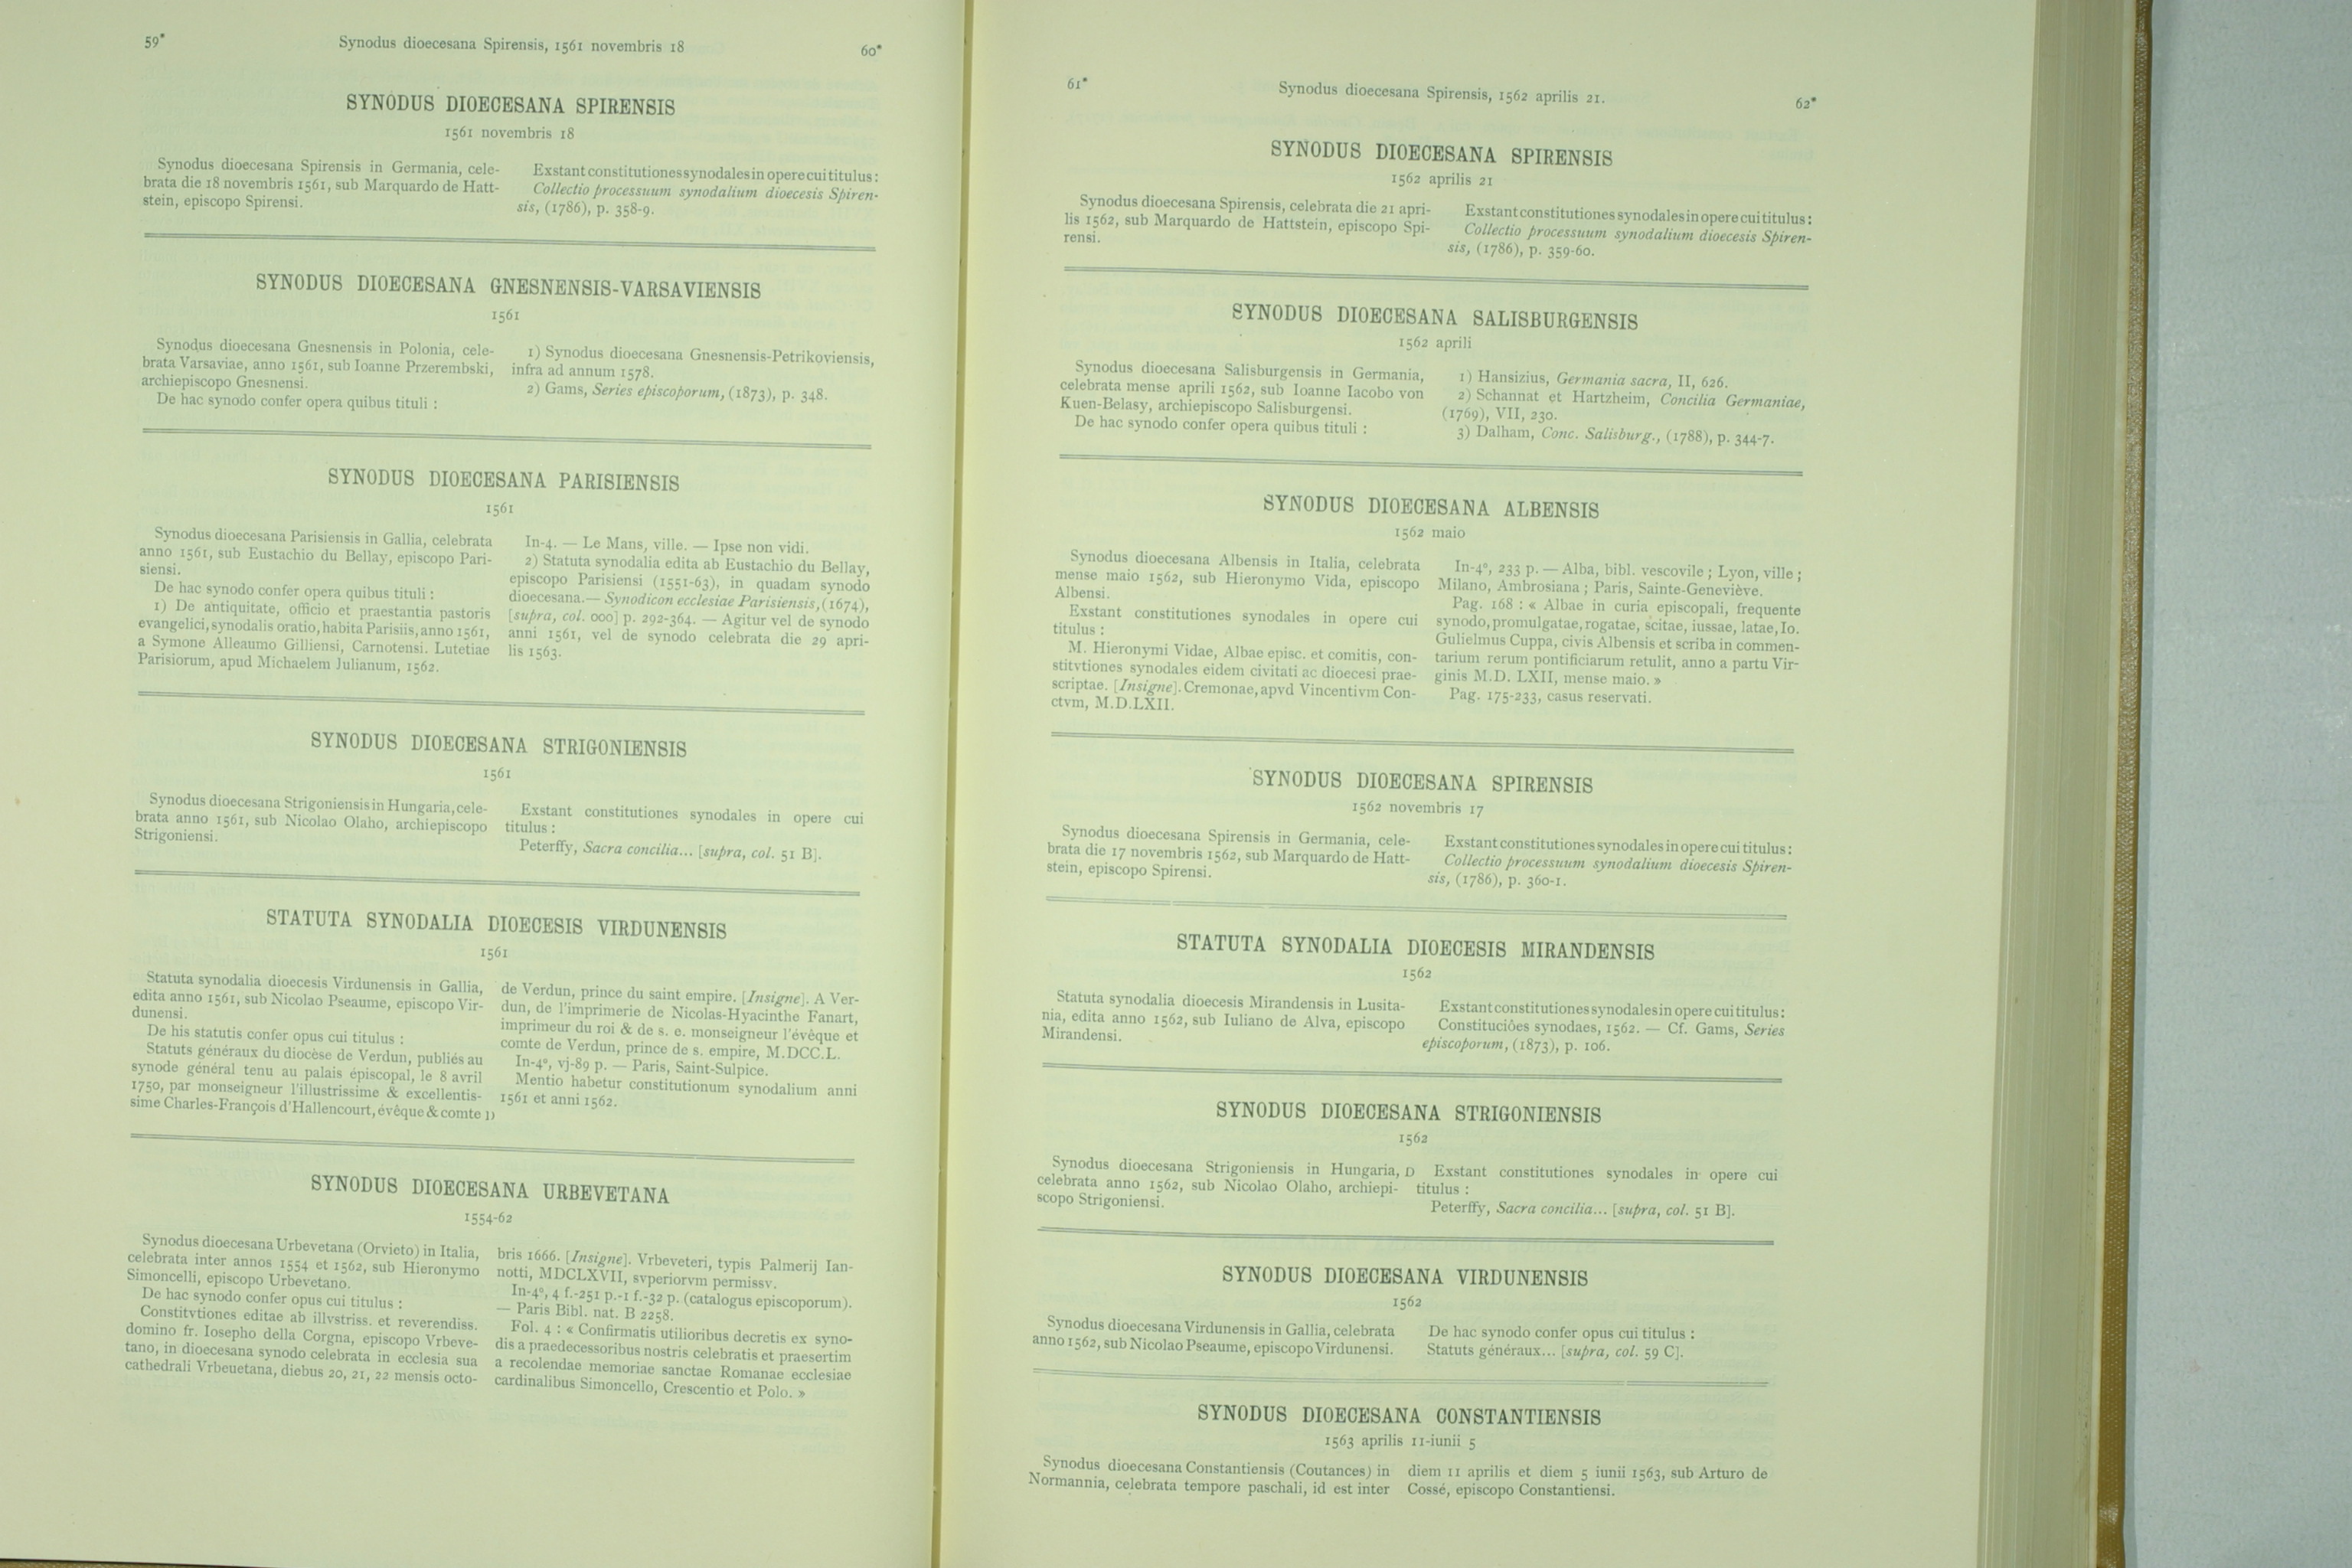 59*
Synodus dioecesana Spirensis, 1561 novembris 18
60*
SYNODUS DIOECESANA SPIRENSIS
1561 novembris 18
Synodus dioecesana Spirensis in Germania, cele-
brata die 18 novembris 1561, sub Marquardo de Hatt-
stein, episcopo Spirensi.
Exstant constitutiones synodales in opere cui titulus :
Collectio processuum synodalium dioecesis Spiren-
sis, (1786), p. 358-9.
SYNODUS DIOECESANA GNESNENSIS-VARSAVIENSIS
1561
Synodus dioecesana Gnesnensis in Polonia, cele-
brata Varsaviae, anno 1561, sub Ioanne Przerembski,
archiepiscopo Gnesnensi.
De hac synodo confer opera quibus tituli :
1) Synodus dioecesana Gnesnensis-Petrikoviensis,
infra ad annum 1578.
2) Gams, Series episcoporum, (1873), p. 348.
SYNODUS DIOECESANA PARISIENSIS
1561
Synodus dioecesana Parisiensis in Gallia, celebrata
anno 1561, sub Eustachio du Bellay, episcopo Pari-
siensi.
De hac synodo confer opera quibus tituli :
1) De antiquitate, officio et praestantia pastoris
evangelici, synodalis oratio, habita Parisiis, anno 1561,
a Symone Alleaumo Gilliensi, Carnotensi. Lutetiae
Parisiorum, apud Michaelem Julianum, 1562.
In-4. — Le Mans, ville. — Ipse non vidi.
2) Statuta synodalia edita ab Eustachio du Bellay,
episcopo Parisiensi (1551-63), in quadam synodo
dioecesana. — Synodicon ecclesiae Parisiensis, (1674),
[supra, col. 000] p. 292-364. — Agitur vel de synodo
anni 1561, vel de synodo celebrata die 29 apri-
lis 1563.
SYNODUS DIOECESANA STRIGONIENSIS
1561
Synodus dioecesana Strigoniensis in Hungaria, cele-
brata anno 1561, sub Nicolao Olaho, archiepiscopo
Strigoniensi.
Exstant constitutiones synodales in opere cui
titulus :
Peterffy, Sacra concilia... [supra, col. 51 B].
STATUTA SYNODALIA DIOECESIS VIRDUNENSIS
1561
Statuta synodalia dioecesis Virdunensis in Gallia,
edita anno 1561, sub Nicolao Pseaume, episcopo Vir-
dunensi.
De his statutis confer opus cui titulus :
Statuts généraux du diocèse de Verdun, publiés au
synode général tenu au palais épiscopal, le 8 avril
1750, par monseigneur l'illustrissime & excellentis-
sime Charles-François d'Hallencourt, évêque & comte D
de Verdun, prince du saint empire. [Insigne]. A Ver-
dun, de l'imprimerie de Nicolas-Hyacinthe Fanart,
imprimeur du roi & de s. e. monseigneur l'évêque et
comte de Verdun, prince de s. empire, M.DCC.L.
In-4°, vj-89 p. — Paris, Saint-Sulpice.
Mentio habetur constitutionum synodalium anni
1561 et anni 1562.
SYNODUS DIOECESANA URBEVETANA
1554-62
Synodus dioecesana Urbevetana (Orvieto) in Italia,
celebrata inter annos 1554 et 1562, sub Hieronymo
Simoncelli, episcopo Urbevetano.
De hac synodo confer opus cui titulus :
Constitvtiones editae ab illvstriss. et reverendiss.
domino fr. Iosepho della Corgna, episcopo Vrbeve-
tano, in dioecesana synodo celebrata in ecclesia sua
cathedrali Vrbeuetana, diebus 20, 21, 22 mensis octo-
bris 1666. [Insigne]. Vrbeveteri, typis Palmerij Ian-
notti, MDCLXVII, svperiorvm permissv.
In-4°, 4 f.-251 p.-1 f.-32 p. (catalogus episcoporum).
— Paris Bibl. nat. B 2258.
Fol. 4 : « Confirmatis utilioribus decretis ex syno-
dis a praedecessoribus nostris celebratis et praesertim
a recolendae memoriae sanctae Romanae ecclesiae
cardinalibus Simoncello, Crescentio et Polo. »
61*
Synodus dioecesana Spirensis, 1562 aprilis 21.
62*
SYNODUS DIOECESANA SPIRENSIS
1562 aprilis 21
Synodus dioecesana Spirensis, celebrata die 21 apri-
lis 1562, sub Marquardo de Hattstein, episcopo Spi-
rensi.
Exstant constitutiones synodales in opere cui titulus :
Collectio processuum synodalium dioecesis Spiren-
sis, (1786), p. 359-60.
SYNODUS DIOECESANA SALISBURGENSIS
1562 aprili
Synodus dioecesana Salisburgensis in Germania,
celebrata mense aprili 1562, sub Ioanne Iacobo von
Kuen-Belasy, archiepiscopo Salisburgensi.
De hac synodo confer opera quibus tituli :
1) Hansizius, Germania sacra, II, 626.
2) Schannat et Hartzheim, Concilia Germaniae,
(1769), VII, 230.
3) Dalham, Conc. Salisburg., (1788), p. 344-7.
SYNODUS DIOECESANA ALBENSIS
1562 maio
Synodus dioecesana Albensis in Italia, celebrata
mense maio 1562, sub Hieronymo Vida, episcopo
Albensi.
Exstant constitutiones synodales in opere cui
titulus :
M. Hieronymi Vidae, Albae episc. et comitis, con-
stitvtiones synodales eidem civitati ac dioecesi prae-
scriptae. [Insigne]. Cremonae, apvd Vincentivm Con-
ctvm, M.D.LXII.
In-4°, 233 p. — Alba, bibl. vescovile ; Lyon, ville ;
Milano, Ambrosiana ; Paris, Sainte-Geneviève.
Pag. 168 : « Albae in curia episcopali, frequente
synodo, promulgatae, rogatae, scitae, iussae, latae, Io.
Gulielmus Cuppa, civis Albensis et scriba in commen-
tarium rerum pontificiarum retulit, anno a partu Vir-
ginis M.D. LXII, mense maio. »
Pag. 175-233, casus reservati.
SYNODUS DIOECESANA SPIRENSIS
1562 novembris 17
Synodus dioecesana Spirensis in Germania, cele-
brata die 17 novembris 1562, sub Marquardo de Hatt-
stein, episcopo Spirensi.
Exstant constitutiones synodales in opere cui titulus :
Collectio processuum synodalium dioecesis Spiren-
sis, (1786), p. 360-1.
STATUTA SYNODALIA DIOECESIS MIRANDENSIS
1562
Statuta synodalia dioecesis Mirandensis in Lusita-
nia, edita anno 1562, sub Iuliano de Alva, episcopo
Mirandensi.
Exstant constitutiones synodales in opere cui titulus :
Constituciões synodaes, 1562. — Cf. Gams, Series
episcoporum, (1873), p. 106.
SYNODUS DIOECESANA STRIGONIENSIS
1562
Synodus dioecesana Strigoniensis in Hungaria, D
celebrata anno 1562, sub Nicolao Olaho, archiepi-
scopo Strigoniensi.
Exstant constitutiones synodales in opere cui
titulus :
Peterffy, Sacra concilia... [supra, col. 51 B].
SYNODUS DIOECESANA VIRDUNENSIS
1562
Synodus dioecesana Virdunensis in Gallia, celebrata
anno 1562, sub Nicolao Pseaume, episcopo Virdunensi.
De hac synodo confer opus cui titulus :
Statuts généraux... [supra, col. 59 C].
SYNODUS DIOECESANA CONSTANTIENSIS
1563 aprilis 11-iunii 5
Synodus dioecesana Constantiensis (Coutances) in
Normannia, celebrata tempore paschali, id est inter
diem 11 aprilis et diem 5 iunii 1563, sub Arturo de
Cossé, episcopo Constantiensi.